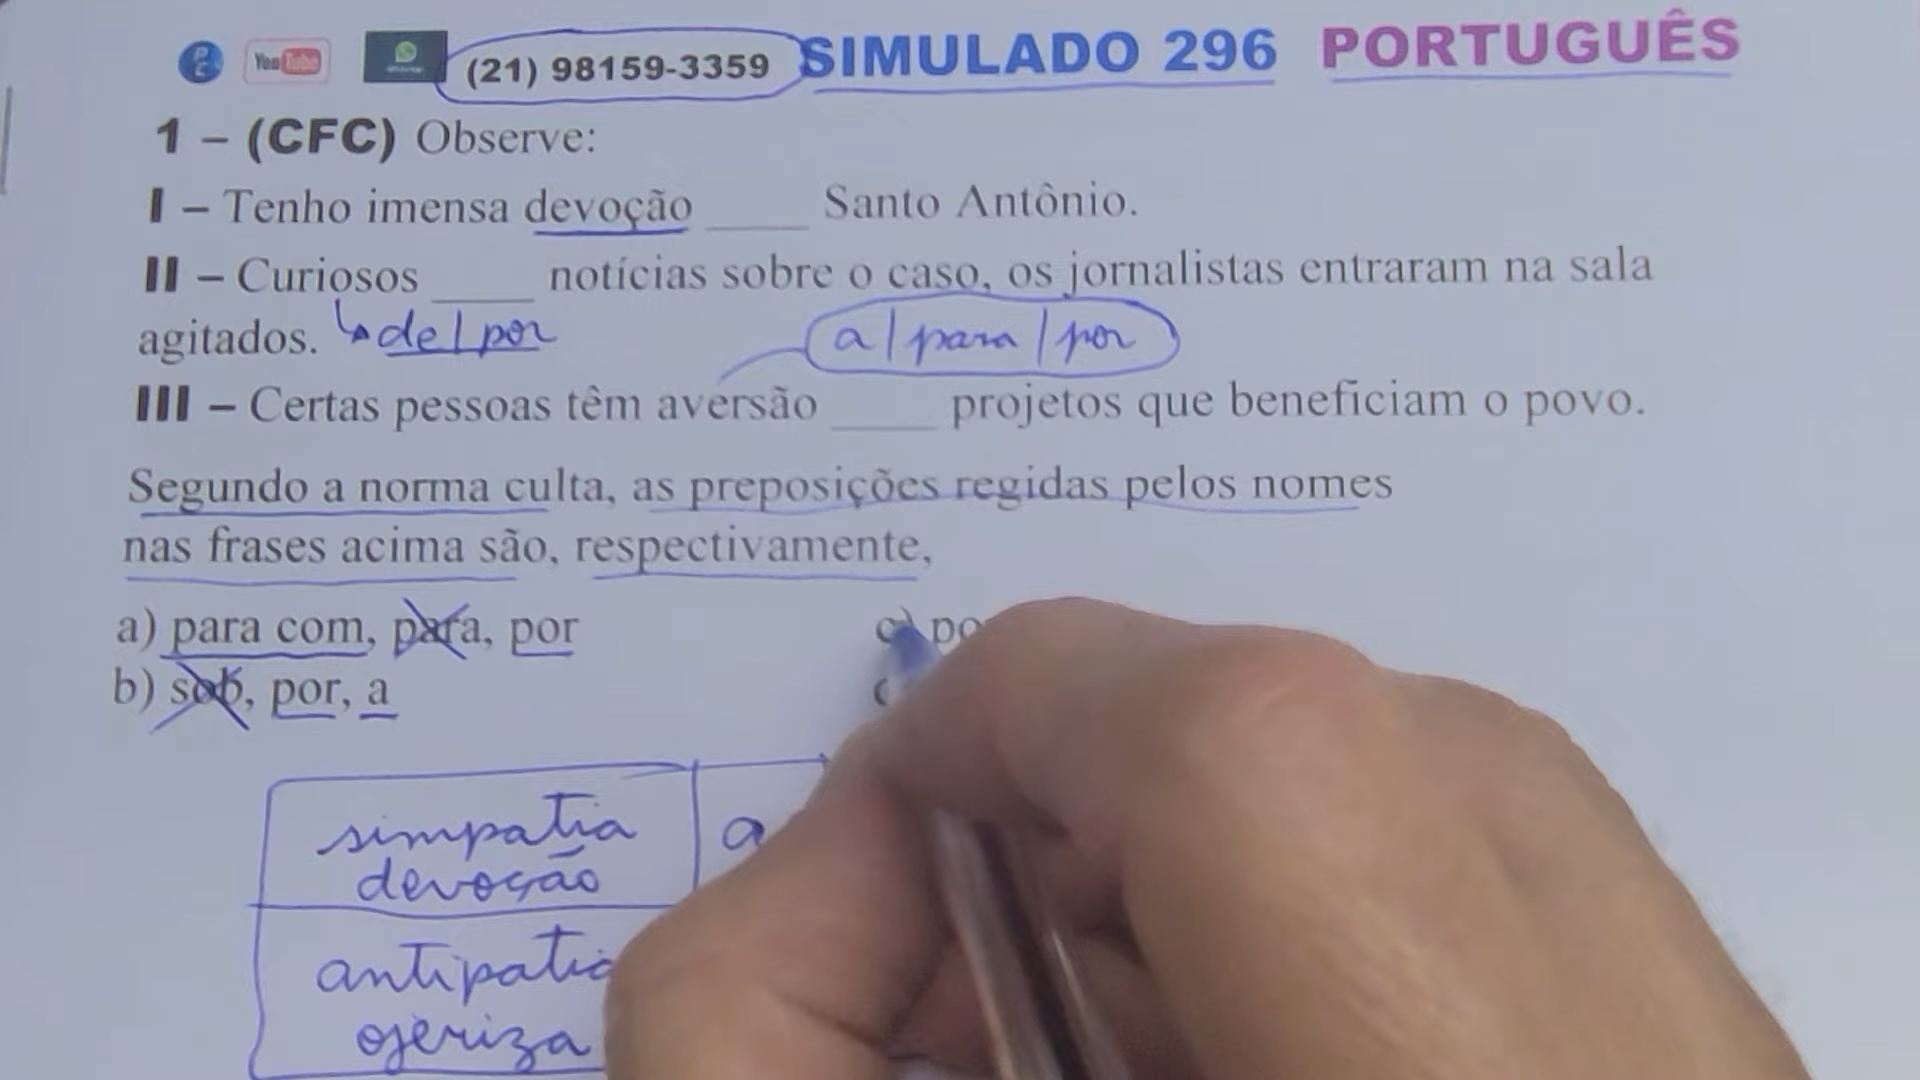 YouTube (21) 98159-3359 SIMULADO 296 PORTUGUÊS
1 – (CFC) Observe:
I – Tenho imensa devoção ____ Santo Antônio.
II – Curiosos ____ notícias sobre o caso, os jornalistas entraram na sala
agitados. de | por a | para | por
III – Certas pessoas têm aversão ____ projetos que beneficiam o povo.
Segundo a norma culta, as preposições regidas pelos nomes
nas frases acima são, respectivamente,
a) para com, para, por c) po
b) sob, por, a
simpatia a
devoção
antipatia
ojeriza